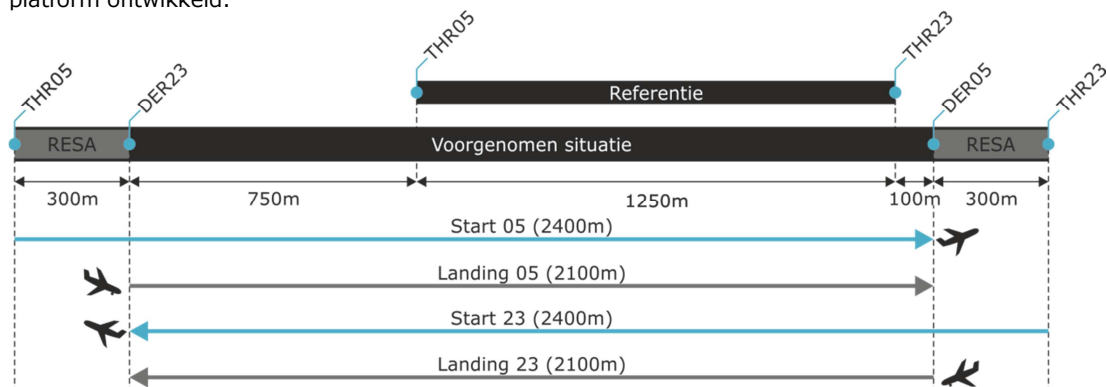 platform ontwikkeld.
THR05
THR23
THR05
DER23
DER05
THR23
Referentie
RESA
Voorgenomen situatie
RESA
300m
750m
1250m
100m
300m
Start 05 (2400m)
Landing 05 (2100m)
Start 23 (2400m)
Landing 23 (2100m)